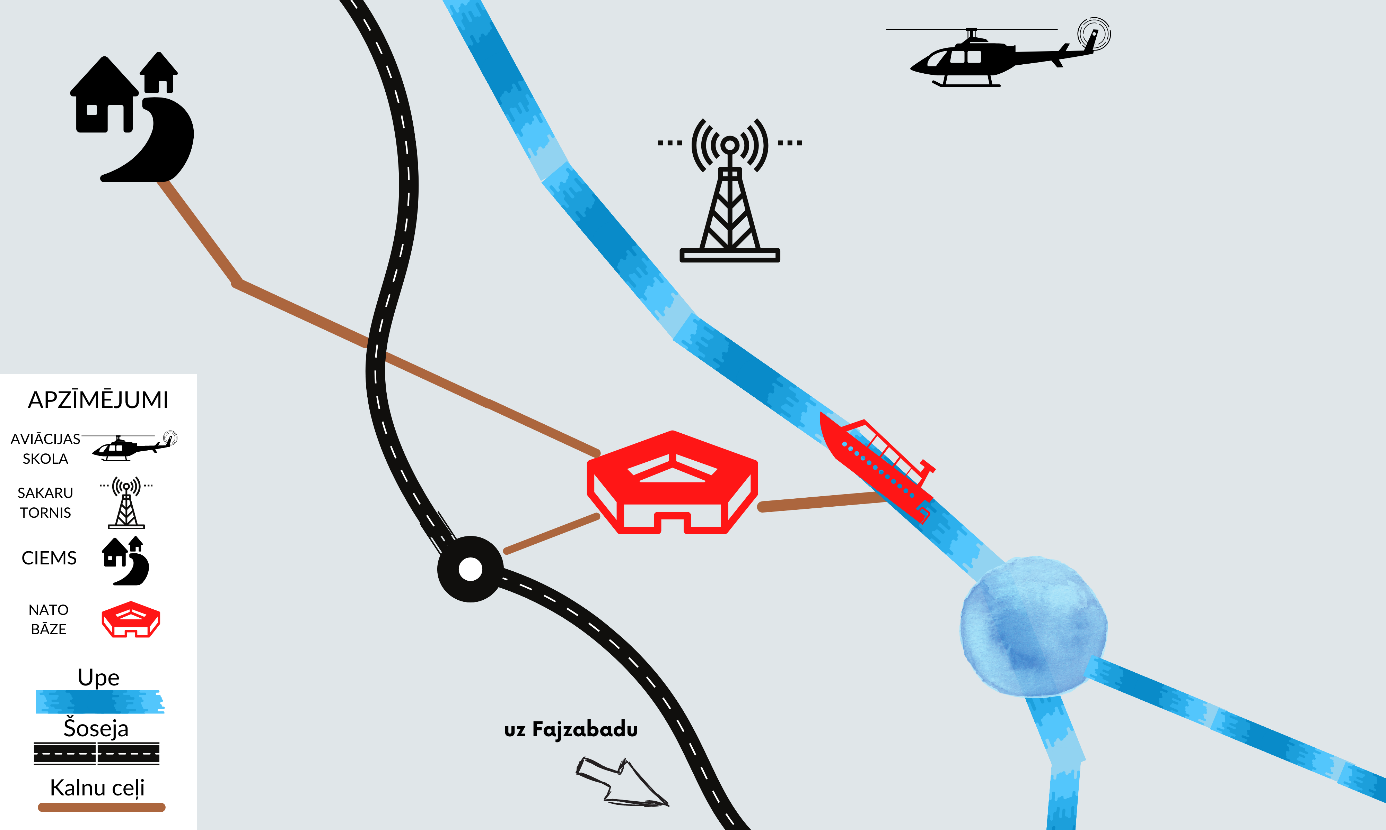 uz Fajzabadu
APZĪMĒJUMI
AVIĀCIJAS
SKOLA
SAKARU
TORNIS
CIEMS
NATO
BĀZE
Upe
Šoseja
Kalnu ceļi